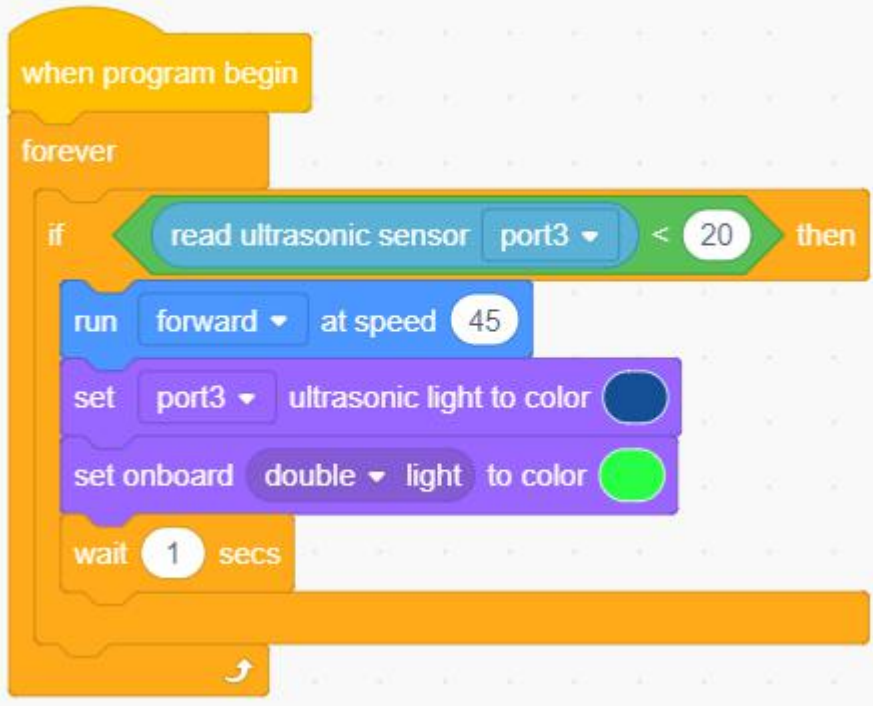 when program begin
forever
if read ultrasonic sensor port3 < 20 then
run forward at speed 45
set port3 ultrasonic light to color
set onboard double light to color
wait 1 secs